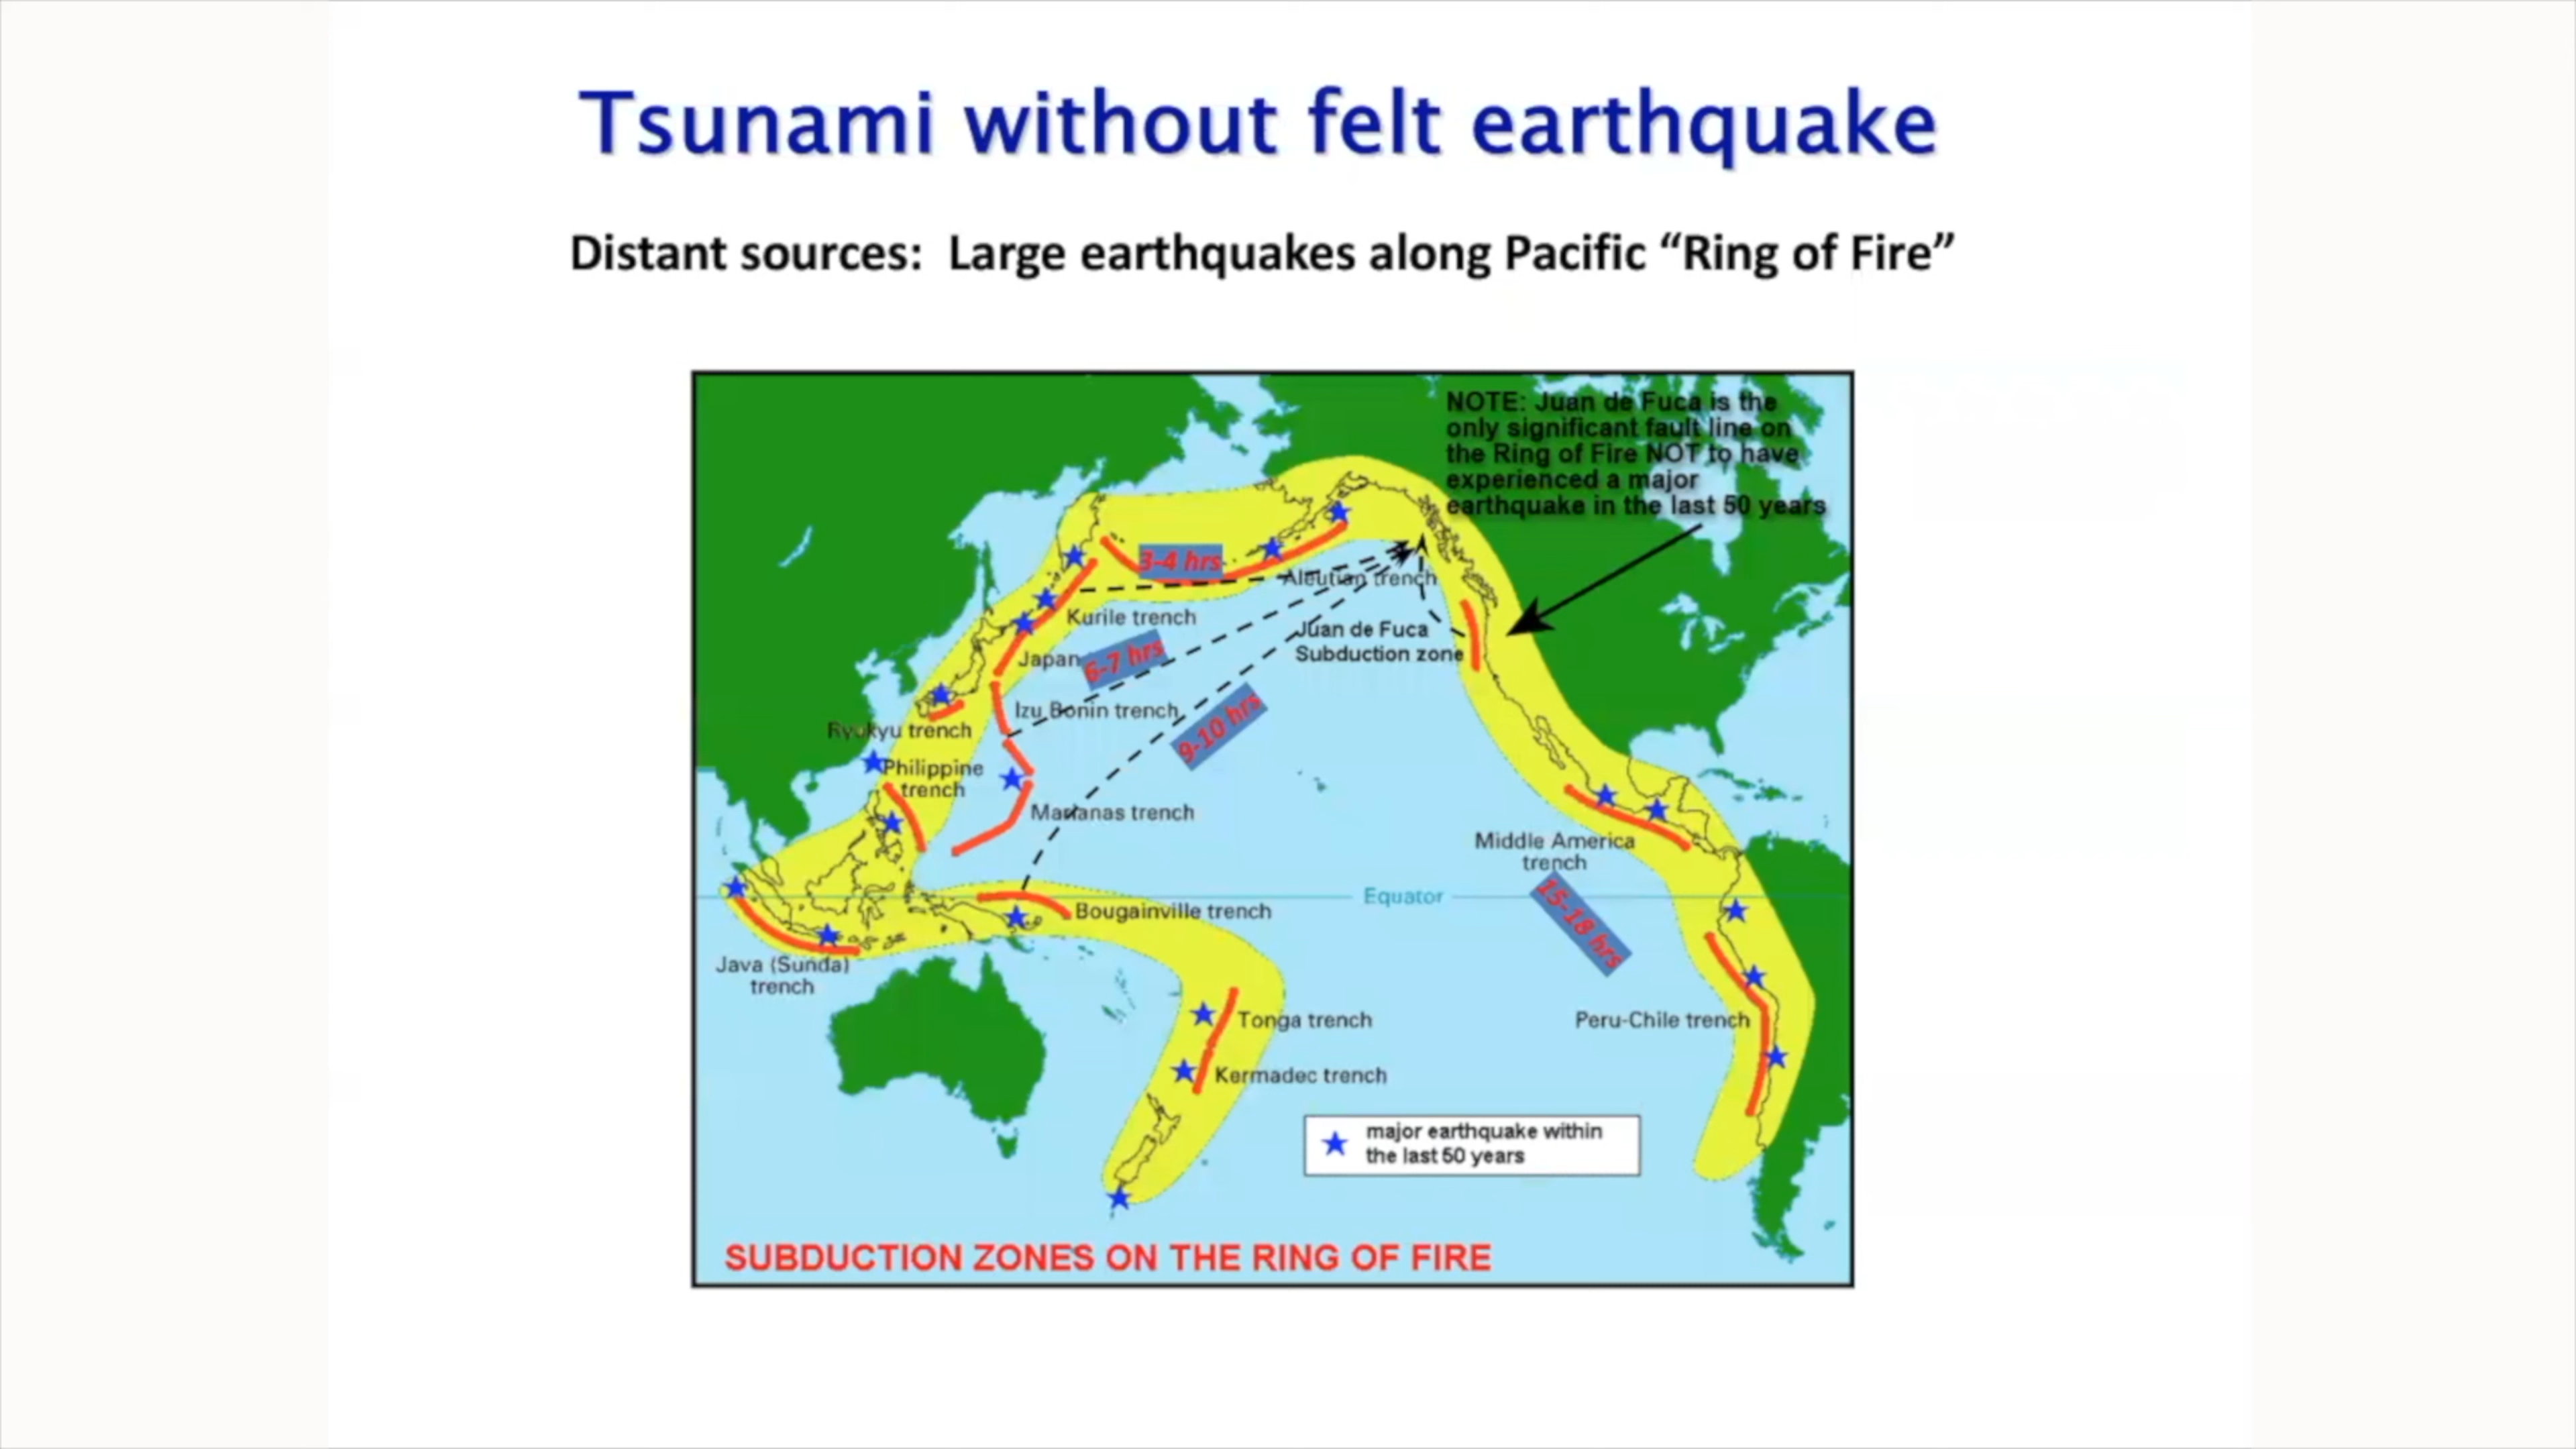 Tsunami without felt earthquake
Distant sources: Large earthquakes along Pacific “Ring of Fire”
NOTE: Juan de Fuca is the
only significant fault line on
the Ring of Fire NOT to have
experienced a major
earthquake in the last 50 years
3-4 hrs
Aleutian trench
Kurile trench
Juan de Fuca
Subduction zone
Japan
6-7 hrs
Izu Bonin trench
9-10 hrs
Ryukyu trench
Philippine
trench
Marianas trench
Middle America
trench
Equator
15-18 hrs
Bougainville trench
Java (Sunda)
trench
Tonga trench
Peru-Chile trench
Kermadec trench
major earthquake within
the last 50 years
SUBDUCTION ZONES ON THE RING OF FIRE